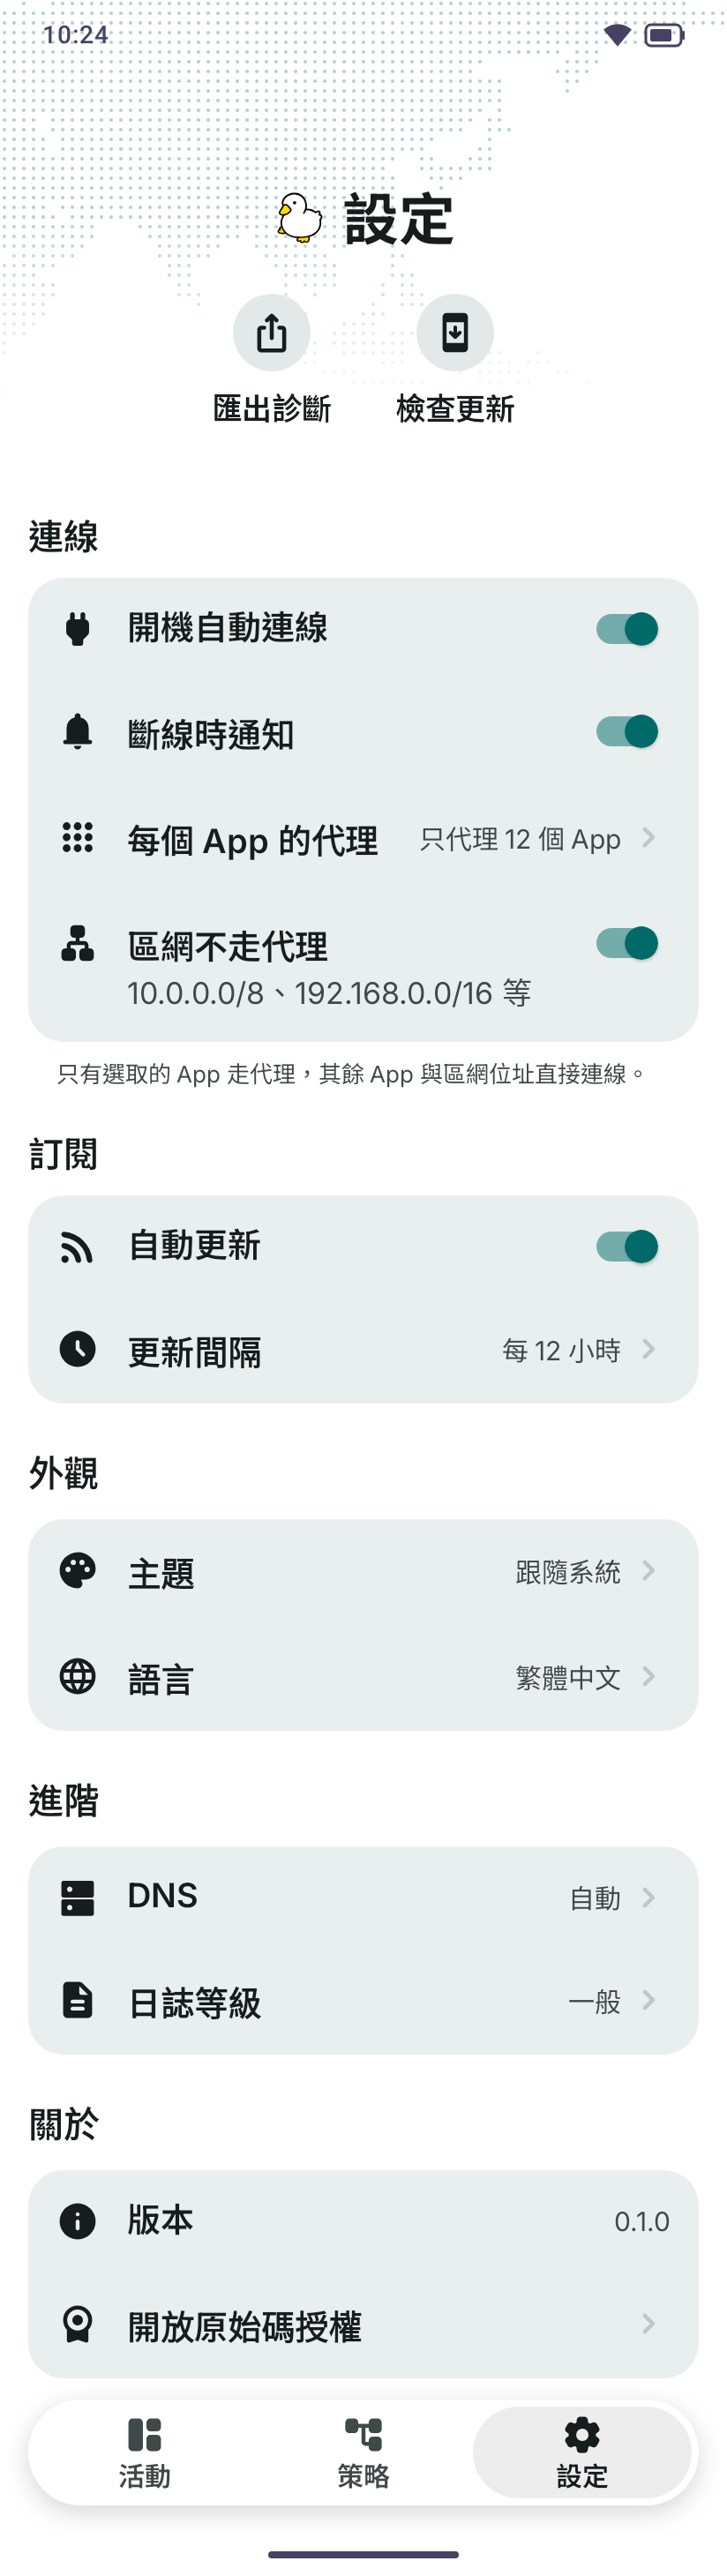 10:24
設定
匯出診斷
檢查更新
連線
開機自動連線
斷線時通知
每個 App 的代理
只代理 12 個 App
區網不走代理
10.0.0.0/8、192.168.0.0/16 等
只有選取的 App 走代理，其餘 App 與區網位址直接連線。
訂閱
自動更新
更新間隔
每 12 小時
外觀
主題
跟隨系統
語言
繁體中文
進階
DNS
自動
日誌等級
一般
關於
版本
0.1.0
開放原始碼授權
活動
策略
設定